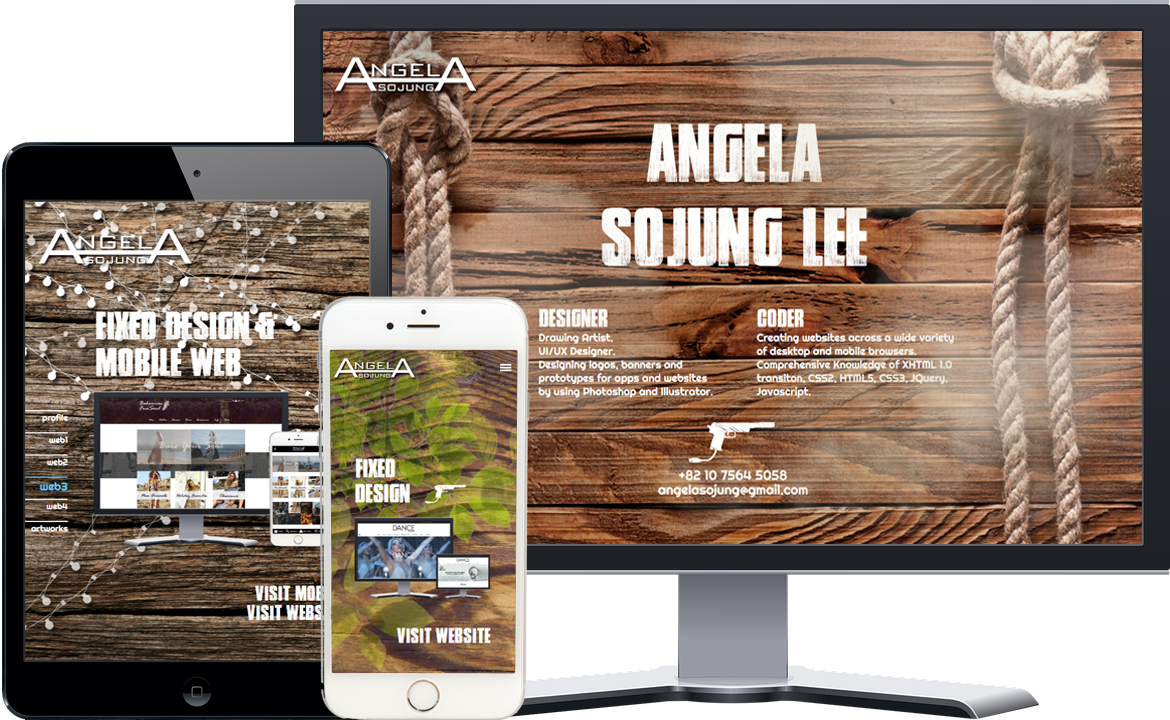 ANGELA
SOJUNG
ANGELA
SOJUNG LEE
DESIGNER
Drawing Artist,
UI/UX Designer,
Designing logos, banners and
prototypes for apps and websites
by using Photoshop and Illustrator.
CODER
Creating websites across a wide variety
of desktop and mobile browsers,
Comprehensive Knowledge of XHTML 1.0
transiton, CSS2, HTML5, CSS3, JQuery,
Javascript.
+82 10 7564 5058
angelasojung@gmail.com
ANGELA
SOJUNG
FIXED DESIGN &
MOBILE WEB
profile
web1
web2
web3
web4
artworks
Bohemian
Free Soul
VISIT MOB
VISIT WEBS
ANGELA
SOJUNG
FIXED
DESIGN
DANCE
VISIT WEBSITE